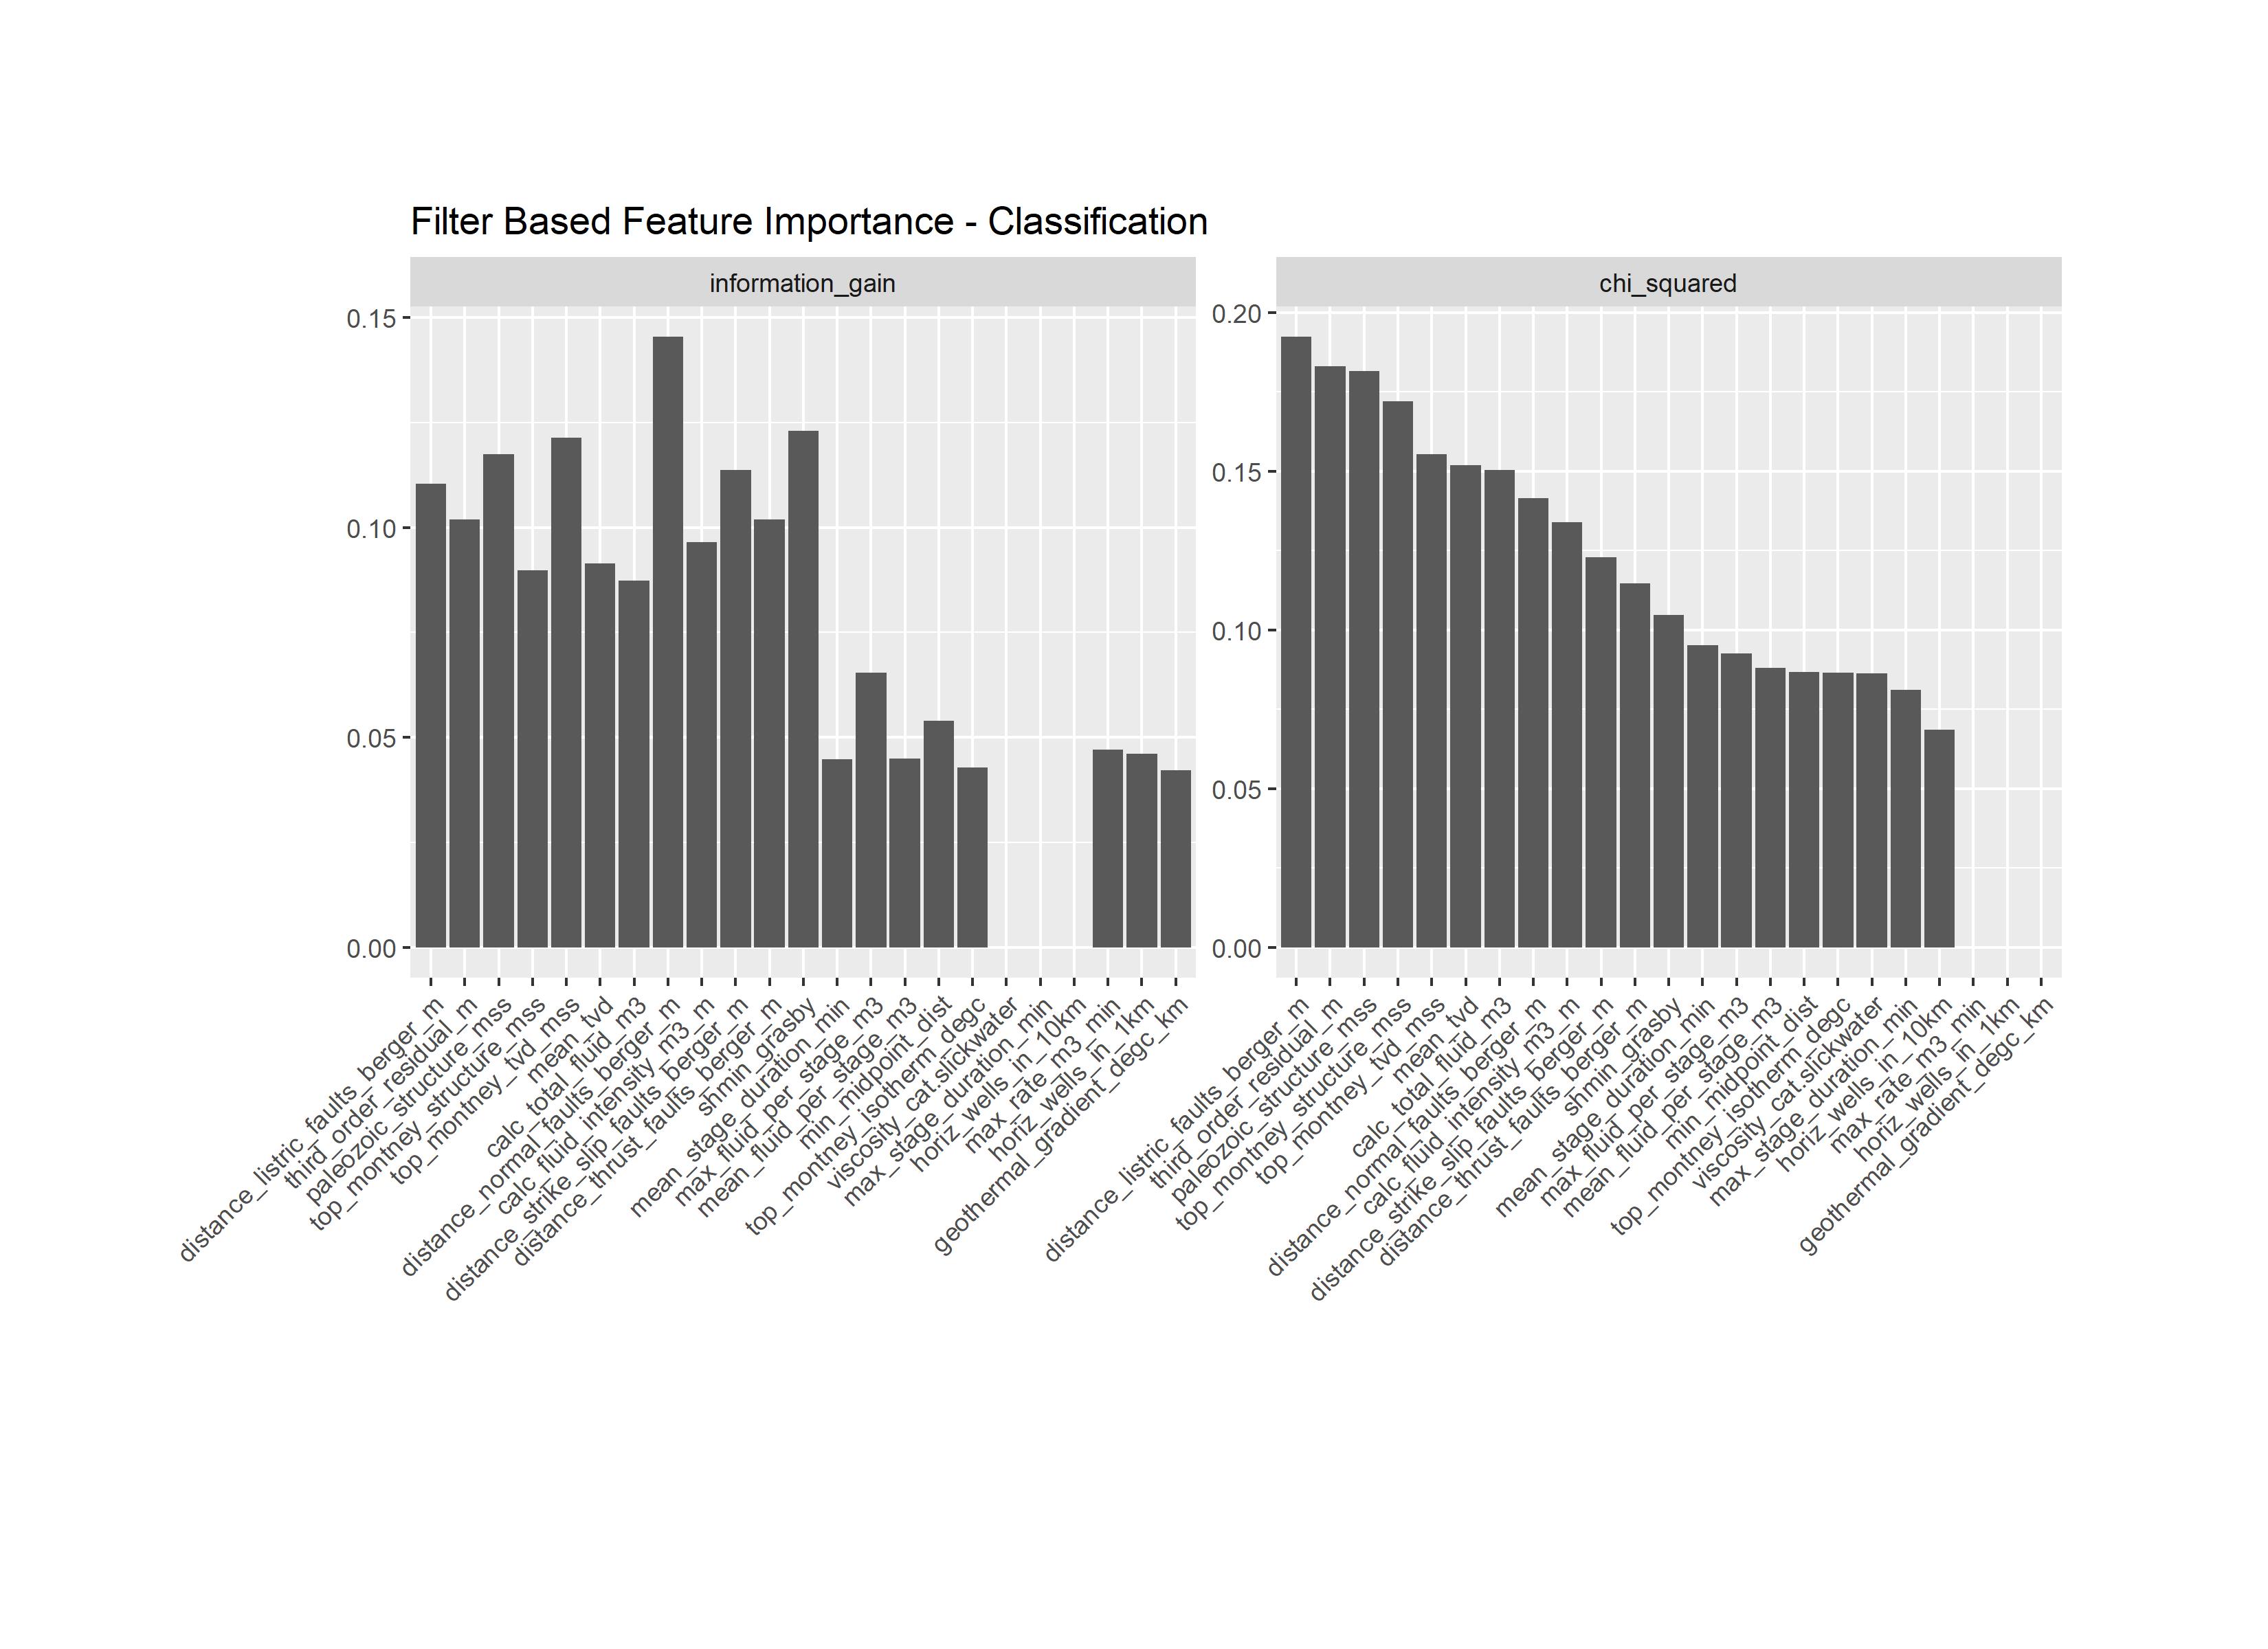 Filter Based Feature Importance - Classification
information_gain
chi_squared
0.15
0.10
0.05
0.00
0.20
0.15
0.10
0.05
0.00
distance_listric_faults_berger_m
third_order_residual_m
paleozoic_structure_mss
top_montney_structure_mss
top_montney_tvd_mss
mean_tvd
calc_total_fluid_m3
distance_normal_faults_berger_m
calc_fluid_intensity_m3_m
distance_strike_slip_faults_berger_m
distance_thrust_faults_berger_m
shmin_grasby
mean_stage_duration_min
max_fluid_per_stage_m3
mean_fluid_per_stage_m3
min_midpoint_dist
top_montney_isotherm_degc
viscosity_cat.slickwater
max_stage_duration_min
horiz_wells_in_10km
max_rate_m3_min
horiz_wells_in_1km
geothermal_gradient_degc_km
distance_listric_faults_berger_m
third_order_residual_m
paleozoic_structure_mss
top_montney_structure_mss
top_montney_tvd_mss
mean_tvd
calc_total_fluid_m3
distance_normal_faults_berger_m
calc_fluid_intensity_m3_m
distance_strike_slip_faults_berger_m
distance_thrust_faults_berger_m
shmin_grasby
mean_stage_duration_min
max_fluid_per_stage_m3
mean_fluid_per_stage_m3
min_midpoint_dist
top_montney_isotherm_degc
viscosity_cat.slickwater
max_stage_duration_min
horiz_wells_in_10km
max_rate_m3_min
horiz_wells_in_1km
geothermal_gradient_degc_km